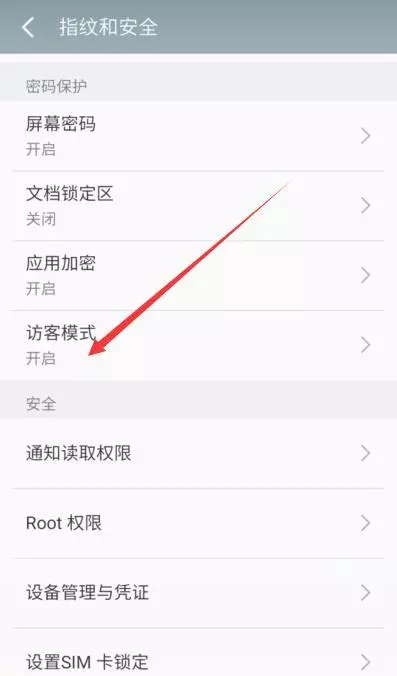 指纹和安全
密码保护
屏幕密码
开启
文档锁定区
关闭
应用加密
开启
访客模式
开启
安全
通知读取权限
Root 权限
设备管理与凭证
设置SIM 卡锁定